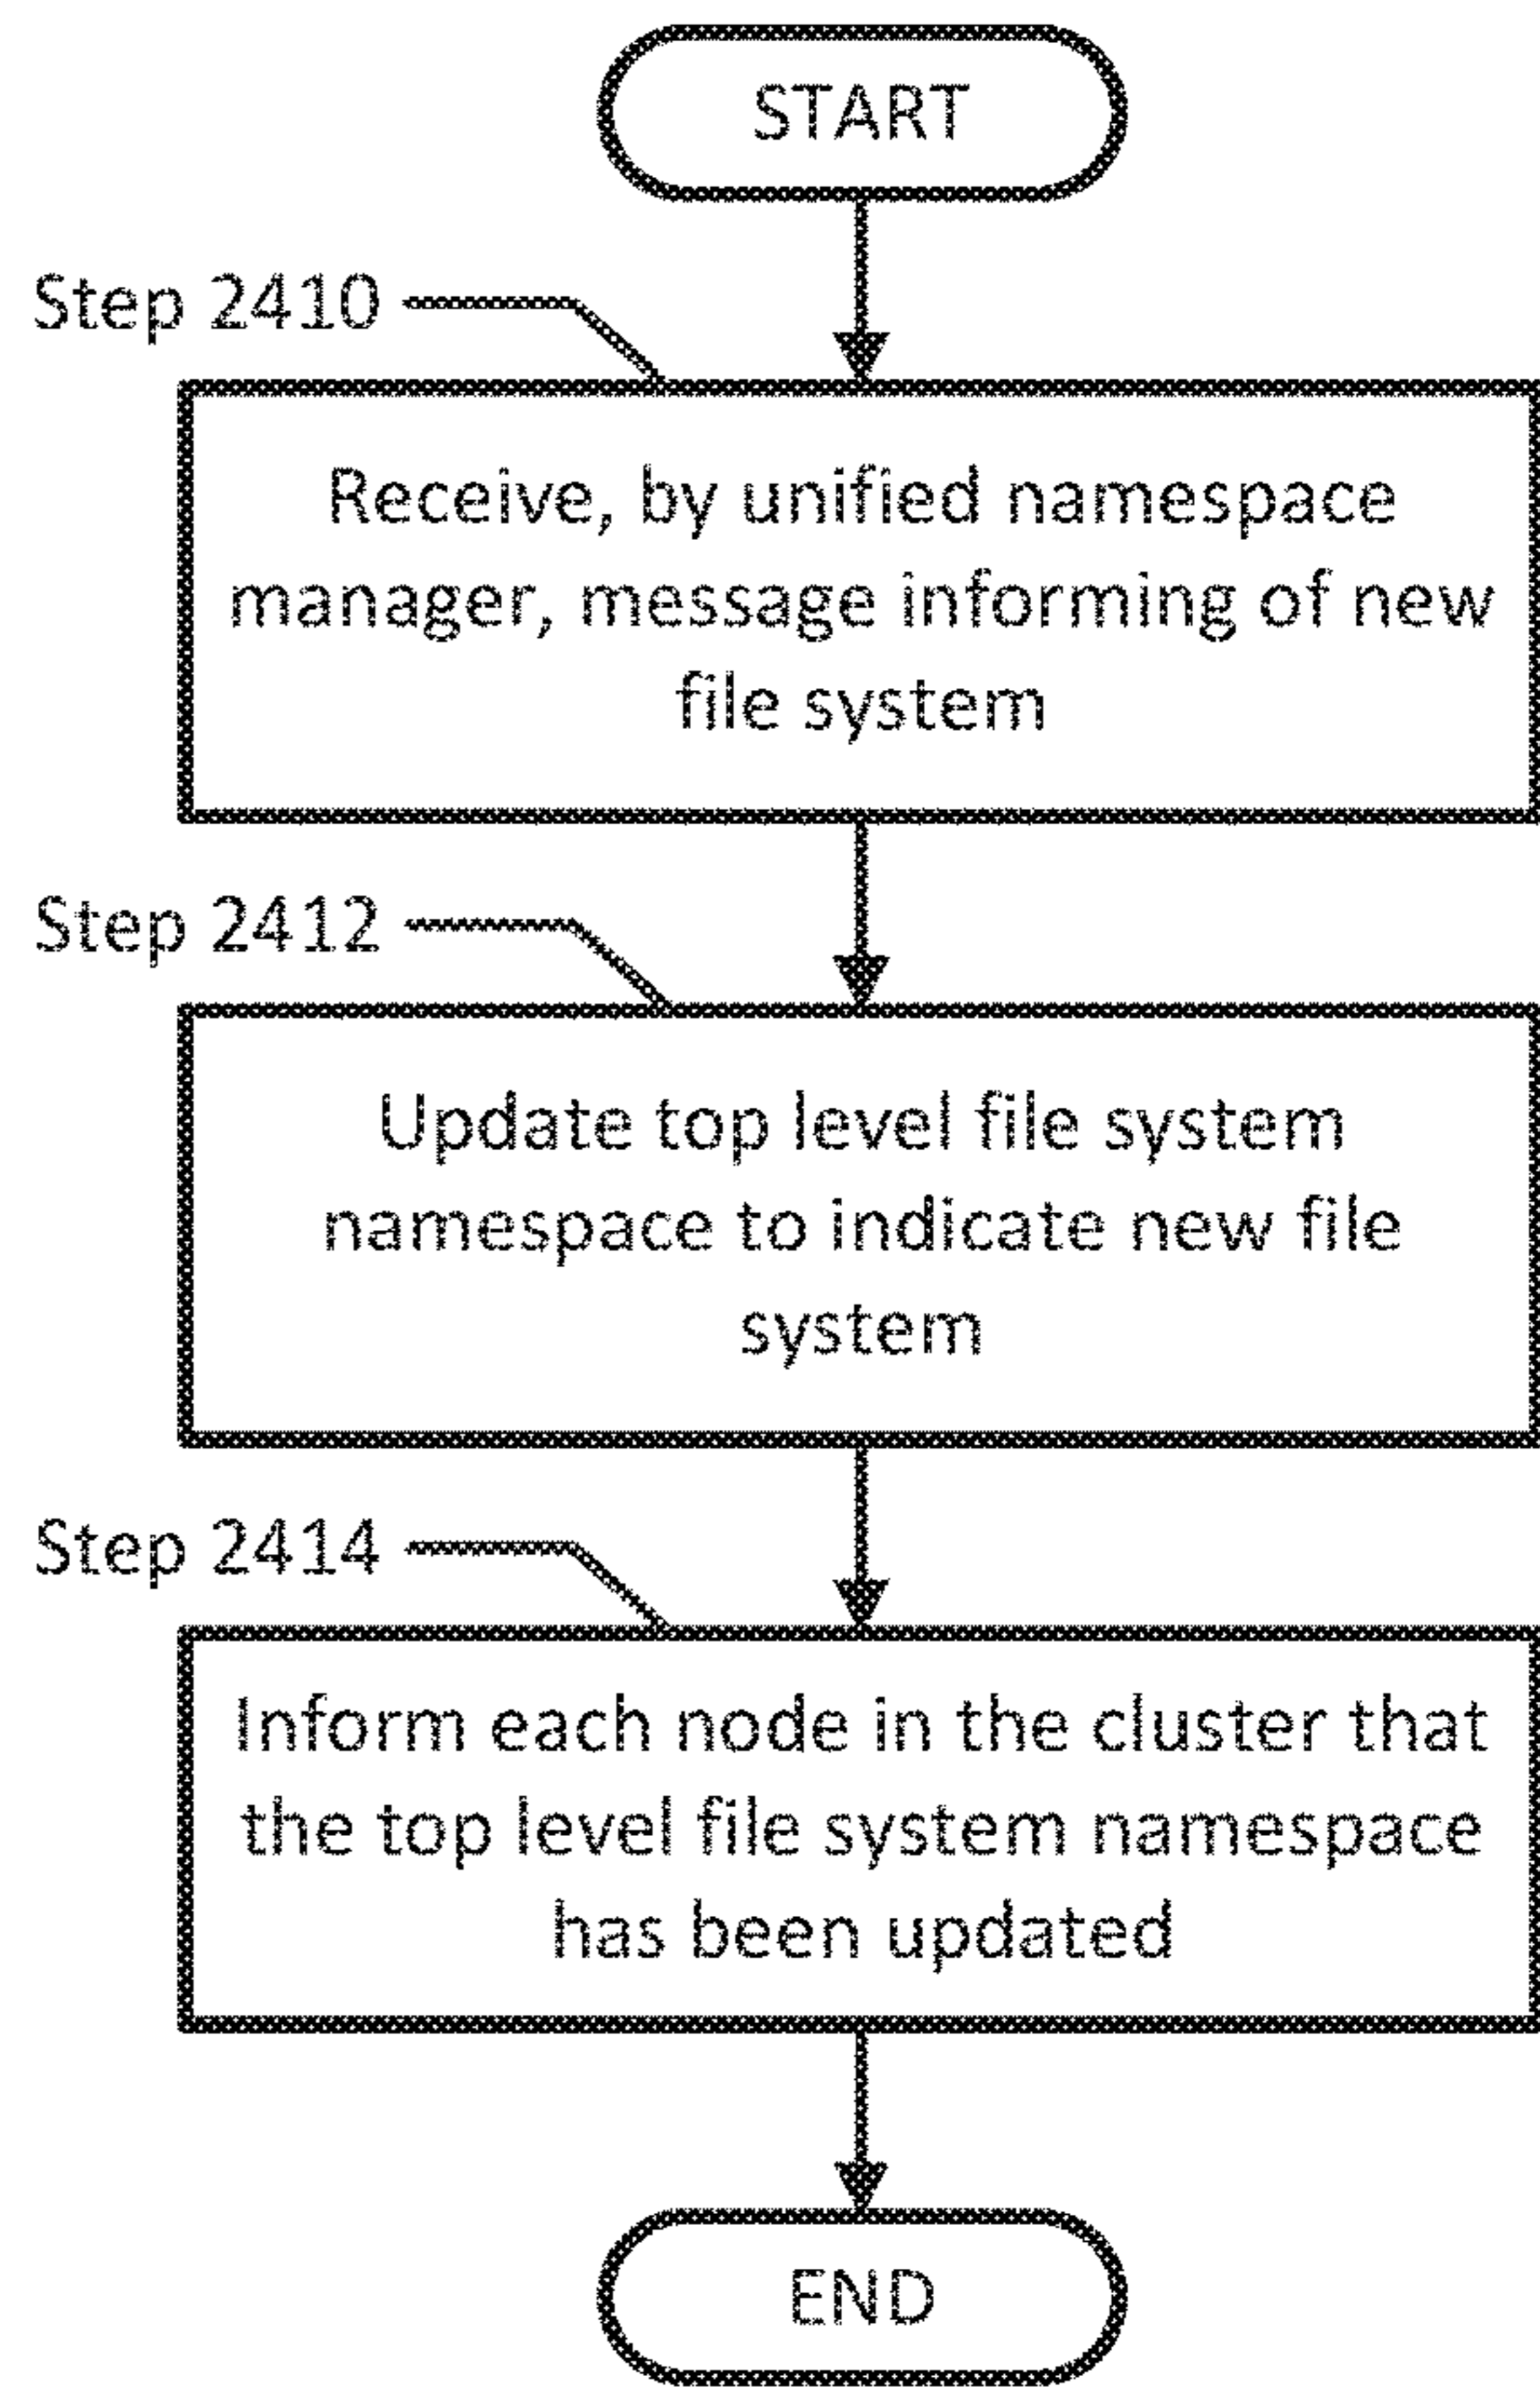 START
Step 2410
Receive, by unified namespace
manager, message informing of new
file system
Step 2412
Update top level file system
namespace to indicate new file
system
Step 2414
Inform each node in the cluster that
the top level file system namespace
has been updated
END